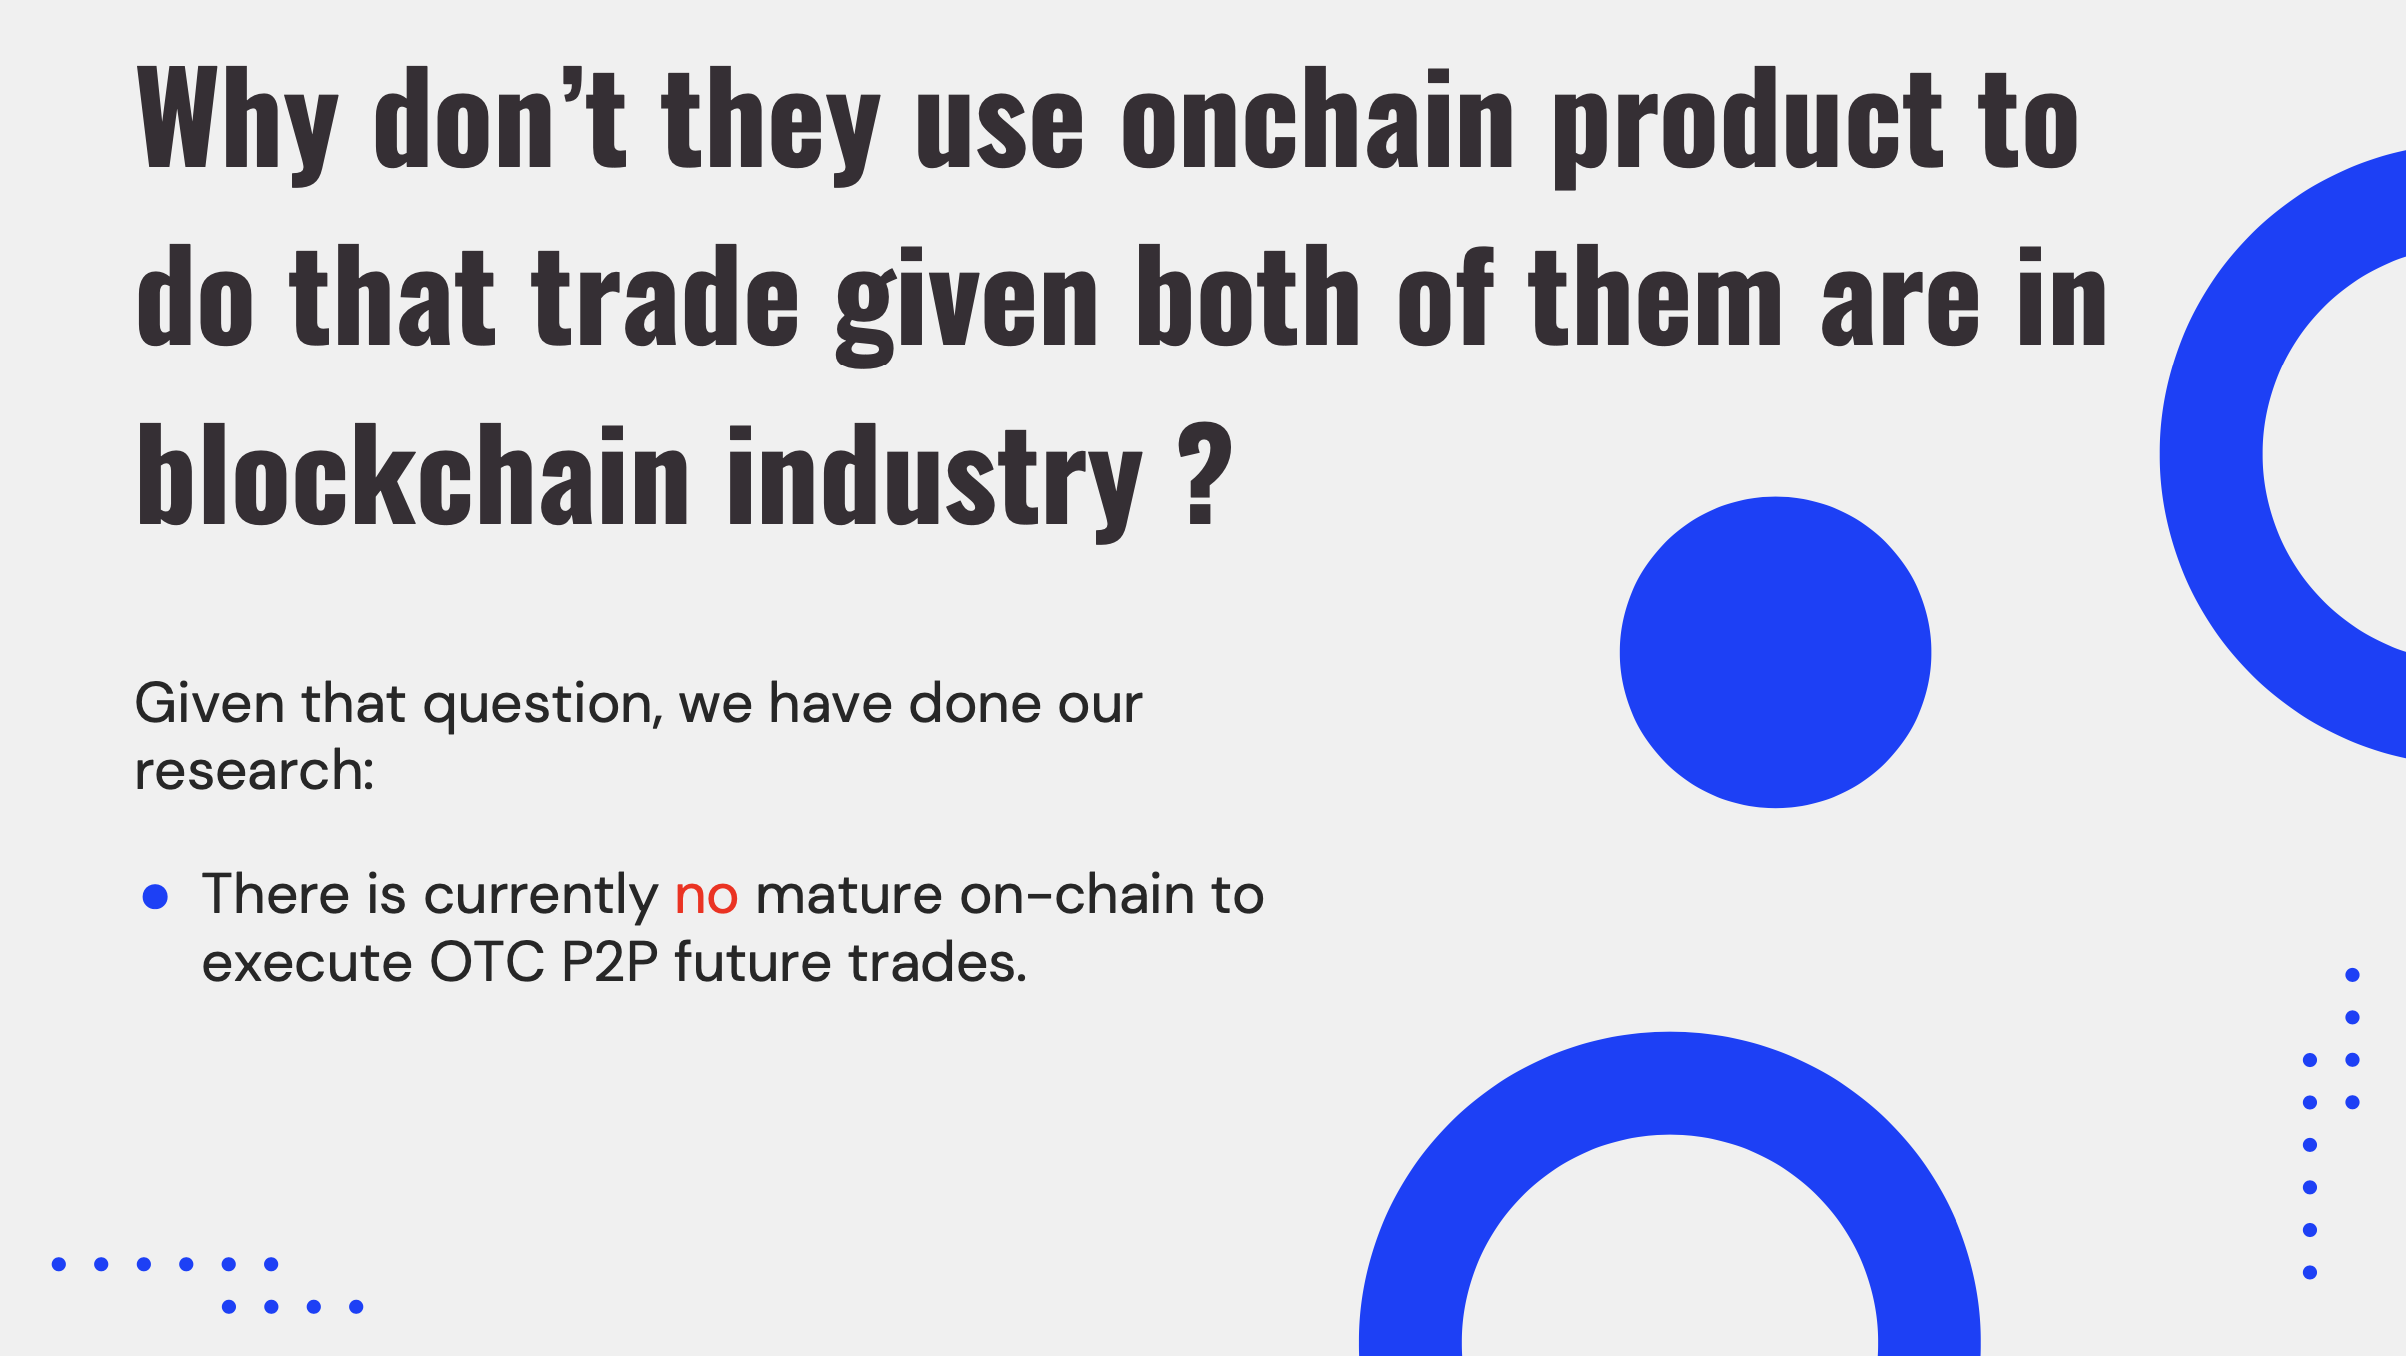 Why don’t they use onchain product to
do that trade given both of them are in
blockchain industry ?
Given that question, we have done our
research:
There is currently no mature on-chain to
execute OTC P2P future trades.